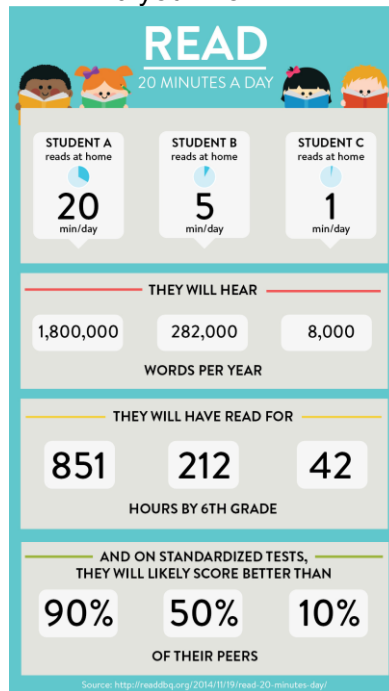 READ
20 MINUTES A DAY
STUDENT A
reads at home
20
min/day
STUDENT B
reads at home
5
min/day
STUDENT C
reads at home
1
min/day
THEY WILL HEAR
1,800,000 282,000 8,000
WORDS PER YEAR
THEY WILL HAVE READ FOR
851 212 42
HOURS BY 6TH GRADE
AND ON STANDARDIZED TESTS,
THEY WILL LIKELY SCORE BETTER THAN
90% 50% 10%
OF THEIR PEERS
Source: http://readdbq.org/2014/11/19/read-20-minutes-day/